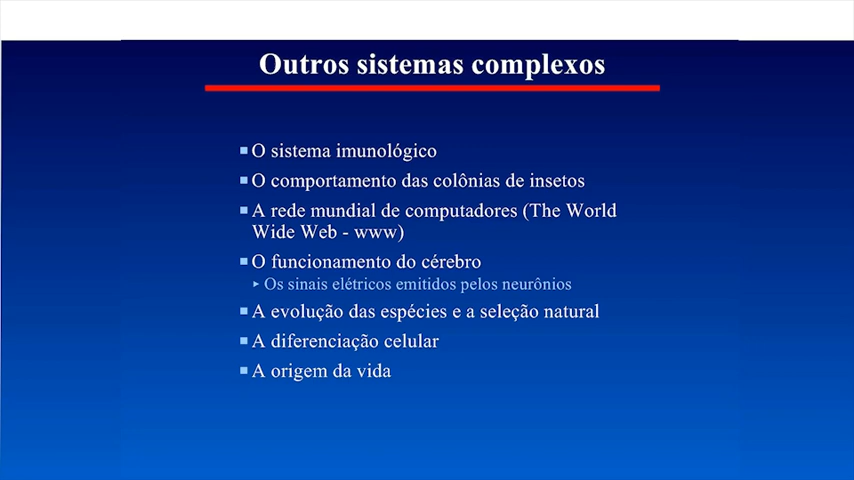 Outros sistemas complexos
O sistema imunológico
O comportamento das colônias de insetos
A rede mundial de computadores (The World
Wide Web - www)
O funcionamento do cérebro
Os sinais elétricos emitidos pelos neurônios
A evolução das espécies e a seleção natural
A diferenciação celular
A origem da vida